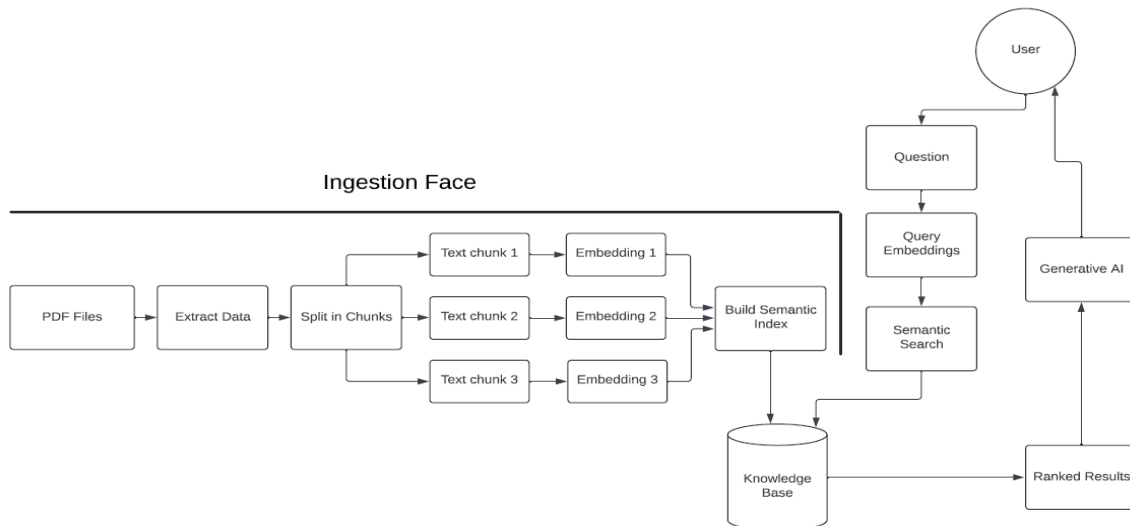 User
Question
Ingestion Face
Query
Embeddings
Generative AI
Text chunk 1
Embedding 1
PDF Files
Extract Data
Split in Chunks
Text chunk 2
Embedding 2
Build Semantic
Index
Semantic
Search
Text chunk 3
Embedding 3
Knowledge
Base
Ranked Results